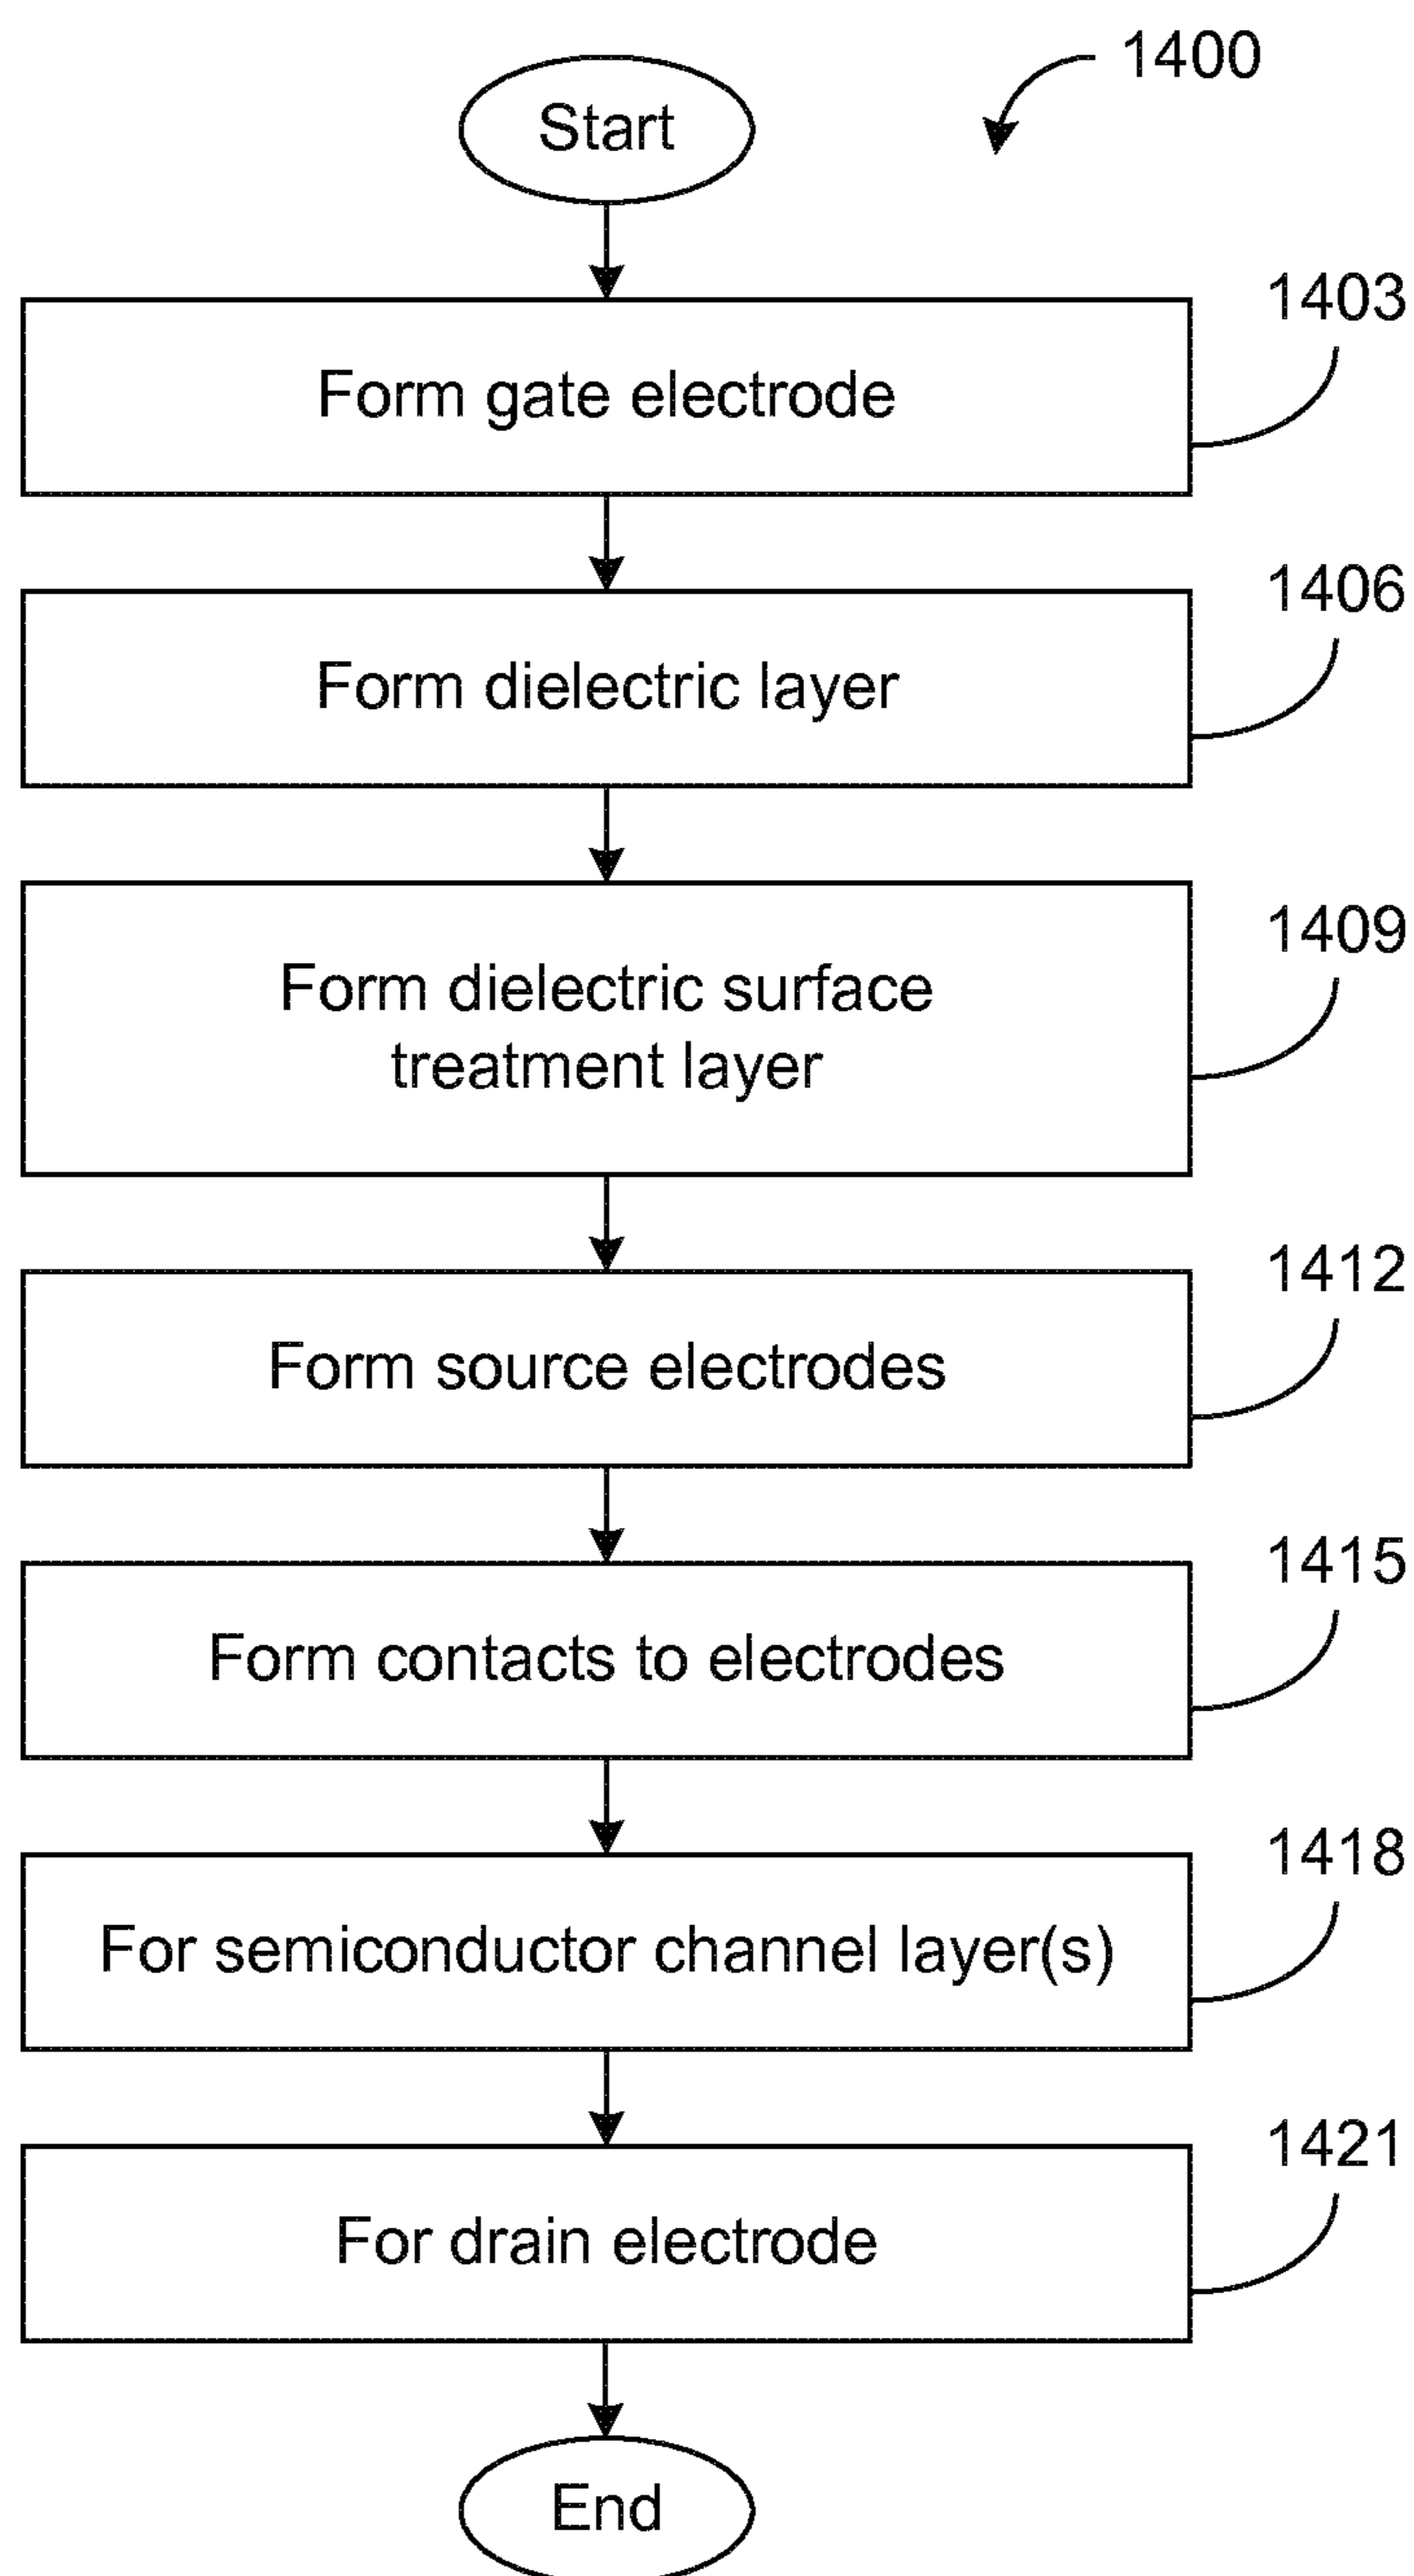 1400
Start
1403
Form gate electrode
1406
Form dielectric layer
1409
Form dielectric surface
treatment layer
1412
Form source electrodes
1415
Form contacts to electrodes
1418
For semiconductor channel layer(s)
1421
For drain electrode
End